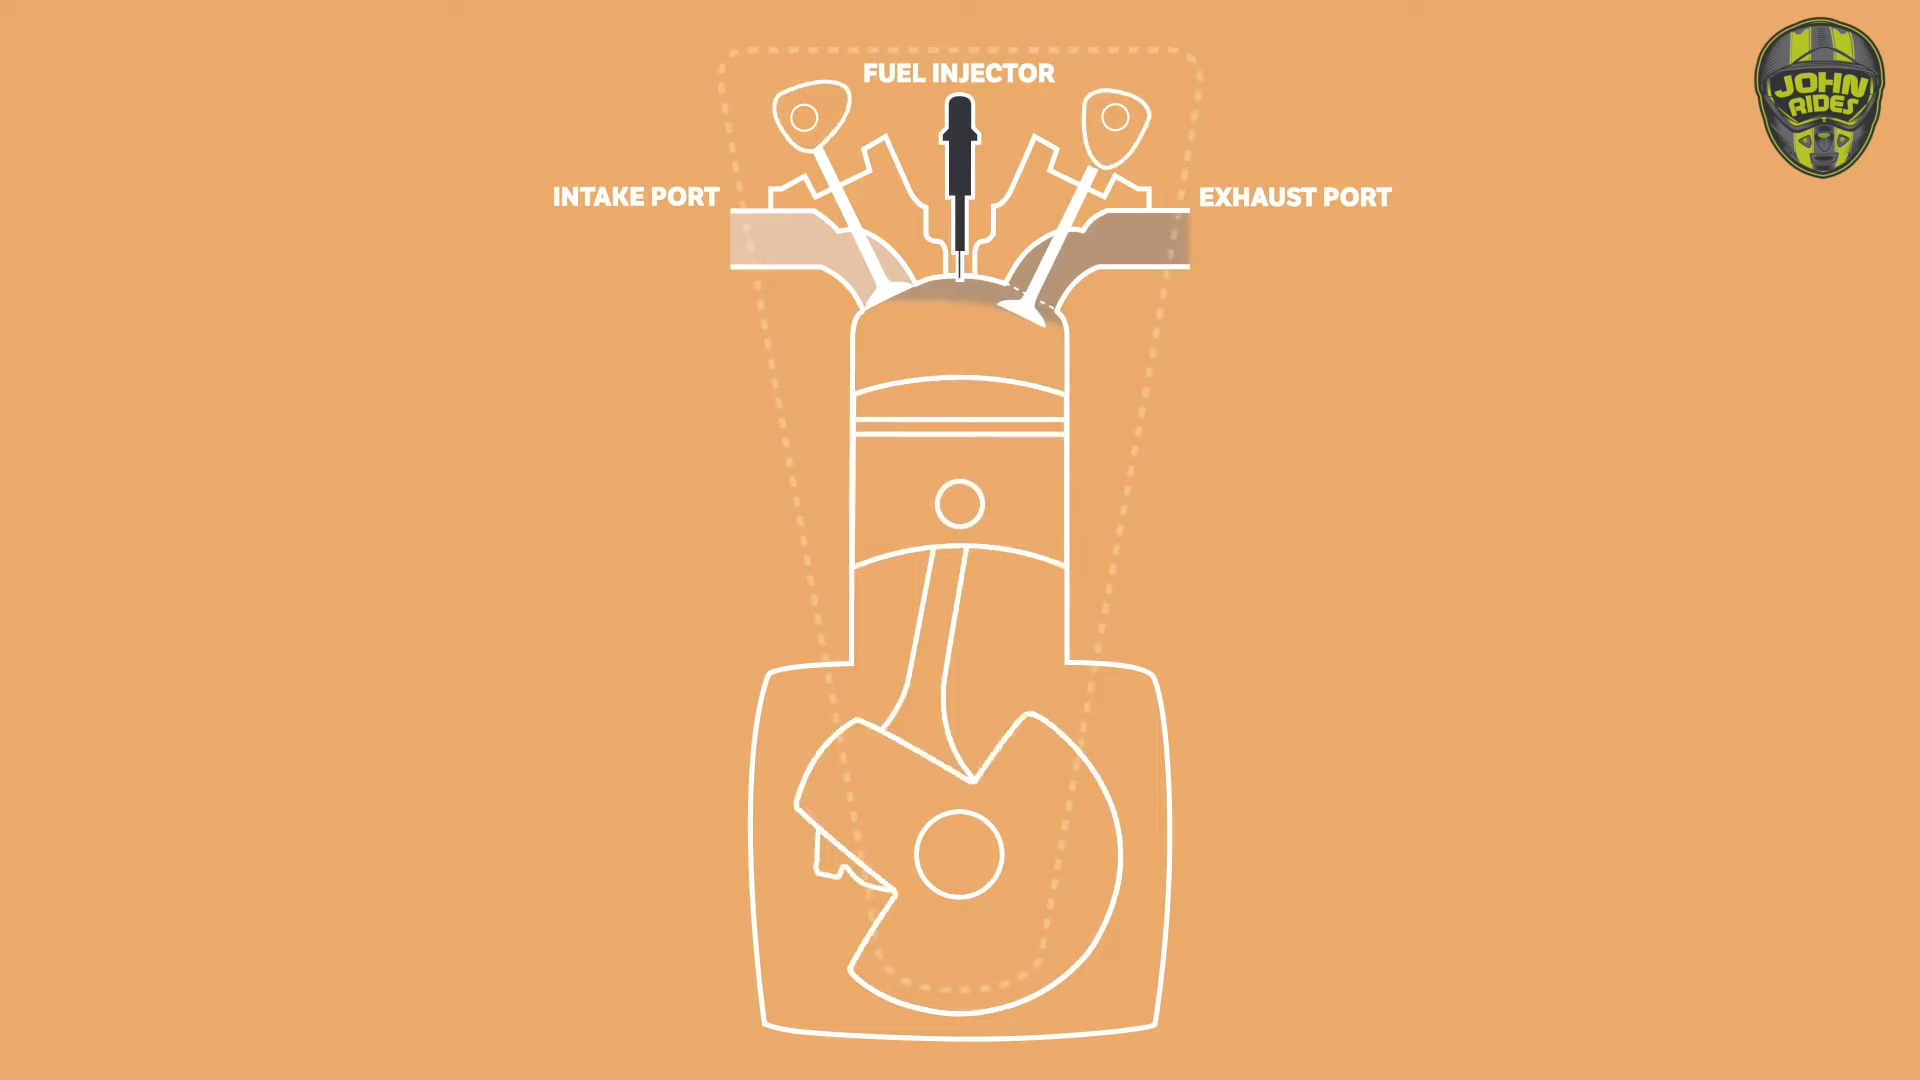 FUEL INJECTOR
INTAKE PORT
EXHAUST PORT
JOHN
RIDES